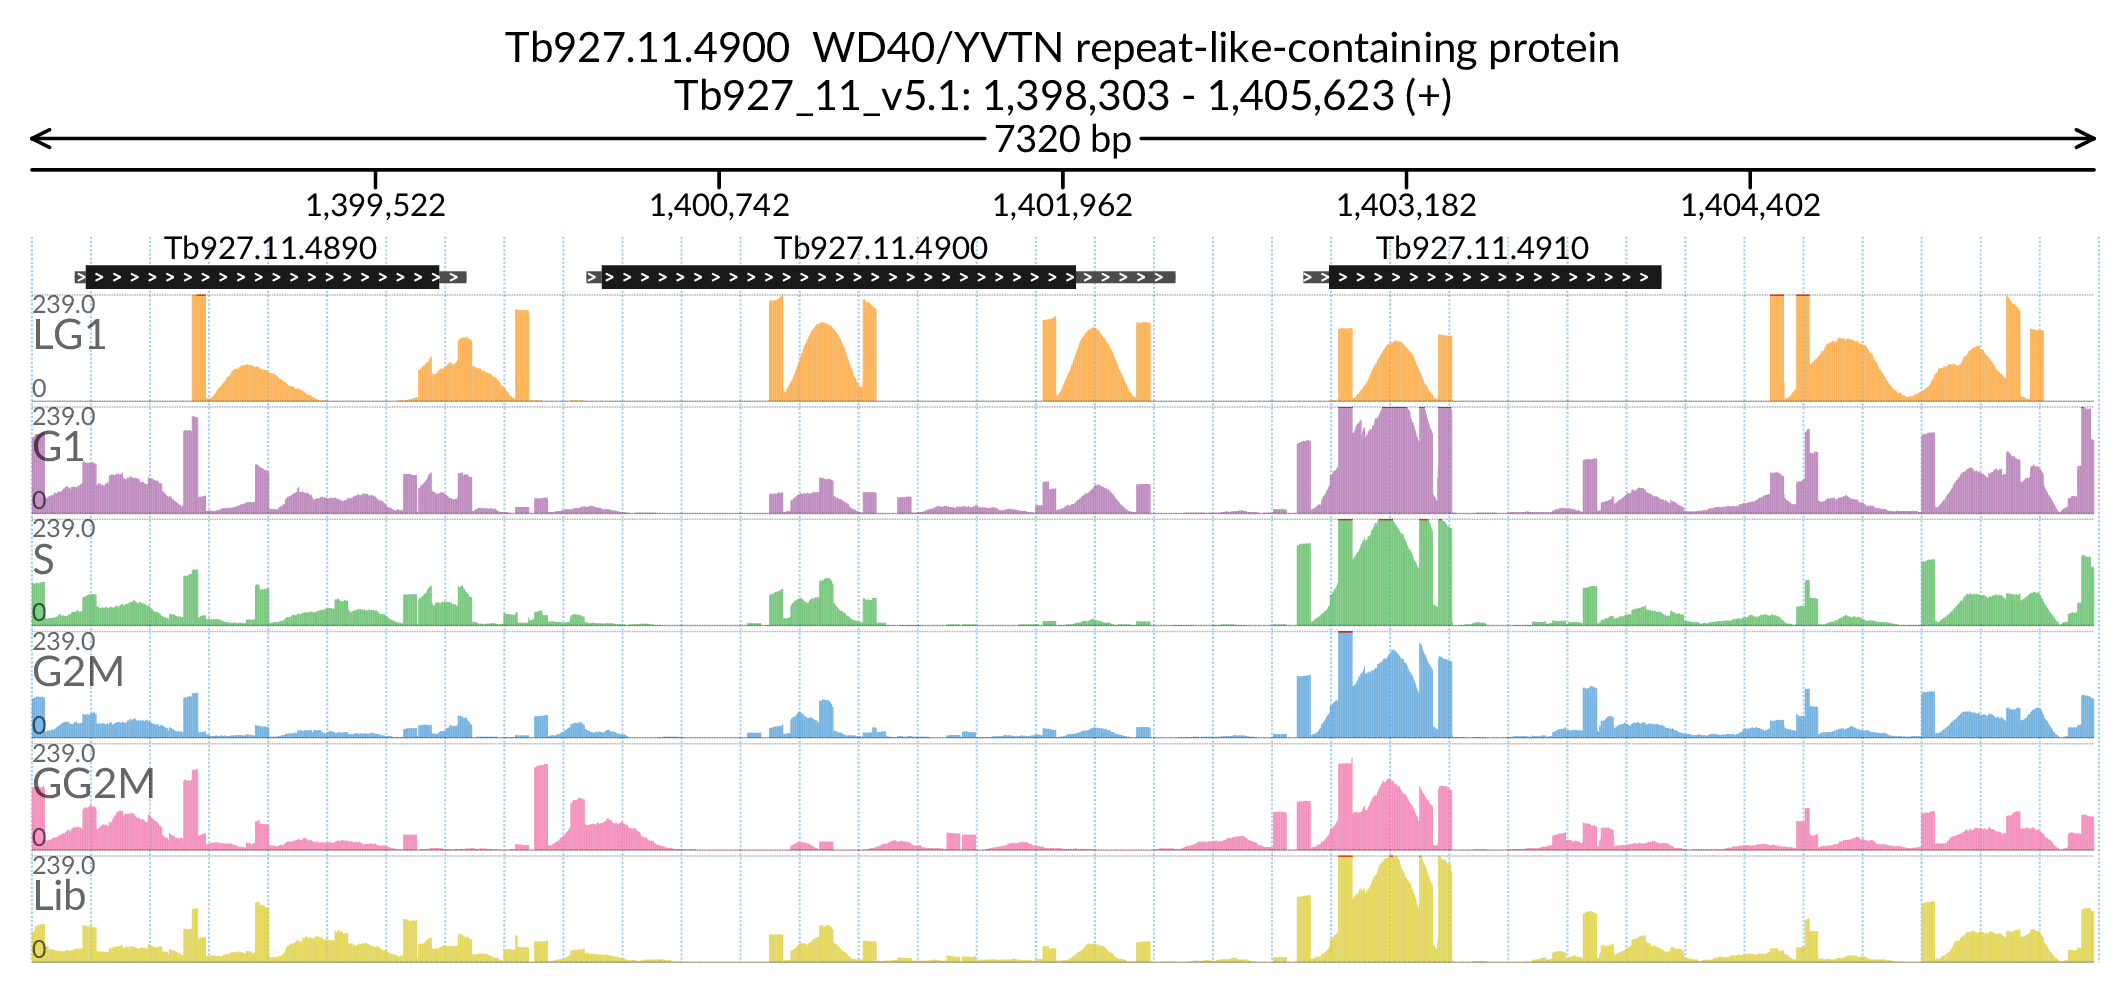 Tb927.11.4900  WD40/YVTN repeat-like-containing protein
Tb927_11_v5.1: 1,398,303 - 1,405,623 (+)
7320 bp
1,399,522 1,400,742 1,401,962 1,403,182 1,404,402
Tb927.11.4890 Tb927.11.4900 Tb927.11.4910
239.0
LG1
0
239.0
G1
0
239.0
S
0
239.0
G2M
0
239.0
GG2M
0
239.0
Lib
0